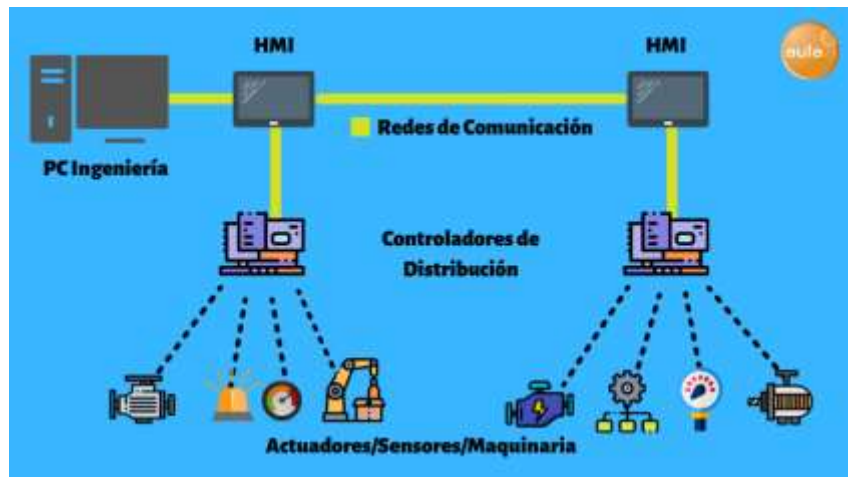 HMI
HMI
aula
Redes de Comunicación
PC Ingeniería
Controladores de
Distribución
Actuadores/Sensores/Maquinaria